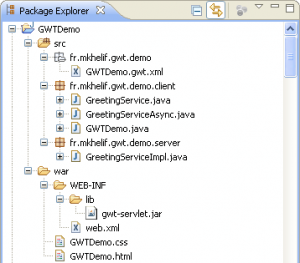 Package Explorer
GWTDemo
src
fr.mkhelif.gwt.demo
GWTDemo.gwt.xml
fr.mkhelif.gwt.demo.client
GreetingService.java
GreetingServiceAsync.java
GWTDemo.java
fr.mkhelif.gwt.demo.server
GreetingServiceImpl.java
war
WEB-INF
lib
gwt-servlet.jar
web.xml
GWTDemo.css
GWTDemo.html